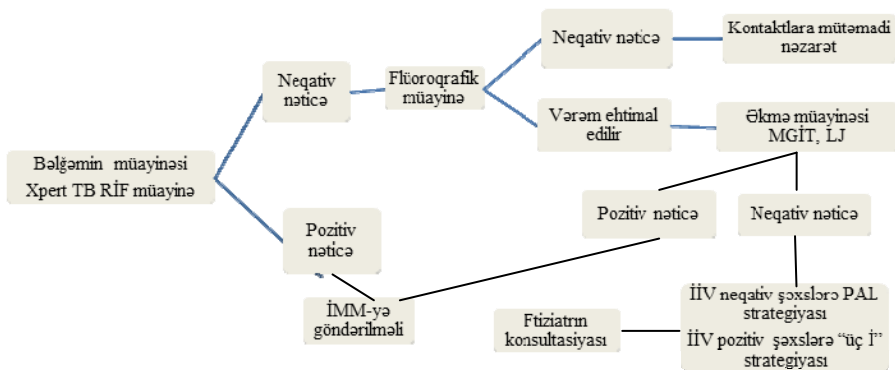 Neqativ nəticə
Kontaktlara mütəmadi
nəzarət
Neqativ
nəticə
Flüoroqrafik
müayinə
Vərəm ehtimal
edilir
Əkmə müayinəsi
MGİT, LJ
Bəlğəmin müayinəsi
Xpert TB RİF müayinə
Pozitiv
nəticə
Pozitiv nəticə
Neqativ nəticə
İMM-yə
göndərilməli
Ftiziatrın
konsultasiyası
İİV neqativ şəxslərə PAL
strategiyası
İİV pozitiv şəxslərə “üç İ”
strategiyası